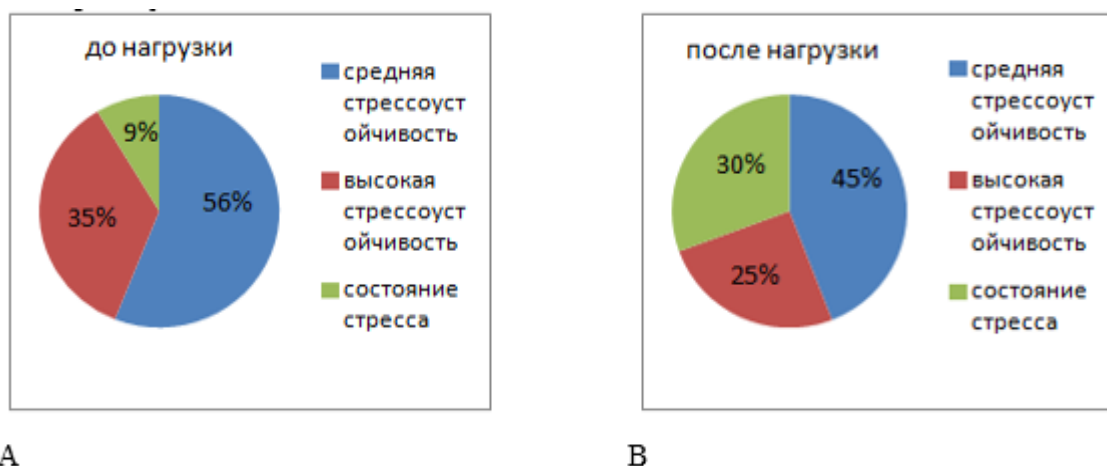 до нагрузки
средняя
стрессоуст
ойчивость
высокая
стрессоуст
ойчивость
состояние
стресса
9%
35%
56%
А
после нагрузки
средняя
стрессоуст
ойчивость
высокая
стрессоуст
ойчивость
состояние
стресса
30%
45%
25%
В